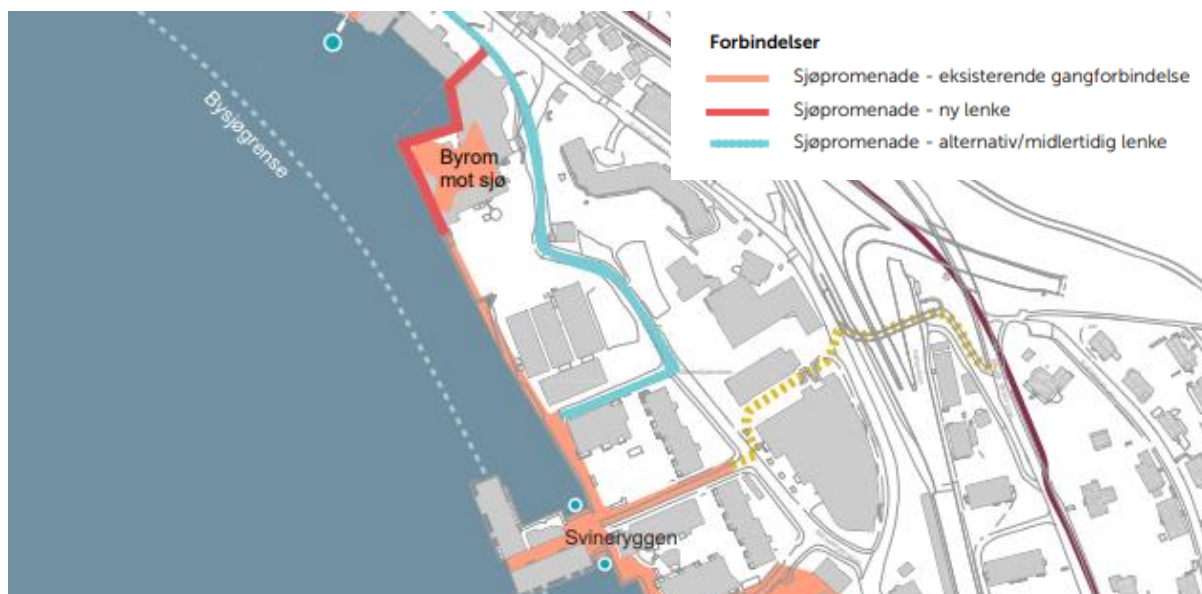 Forbindelser
Sjøpromenade - eksisterende gangforbindelse
Sjøpromenade - ny lenke
Sjøpromenade - alternativ/midlertidig lenke
Bysjøgrense
Byrom
mot sjø
Svineryggen